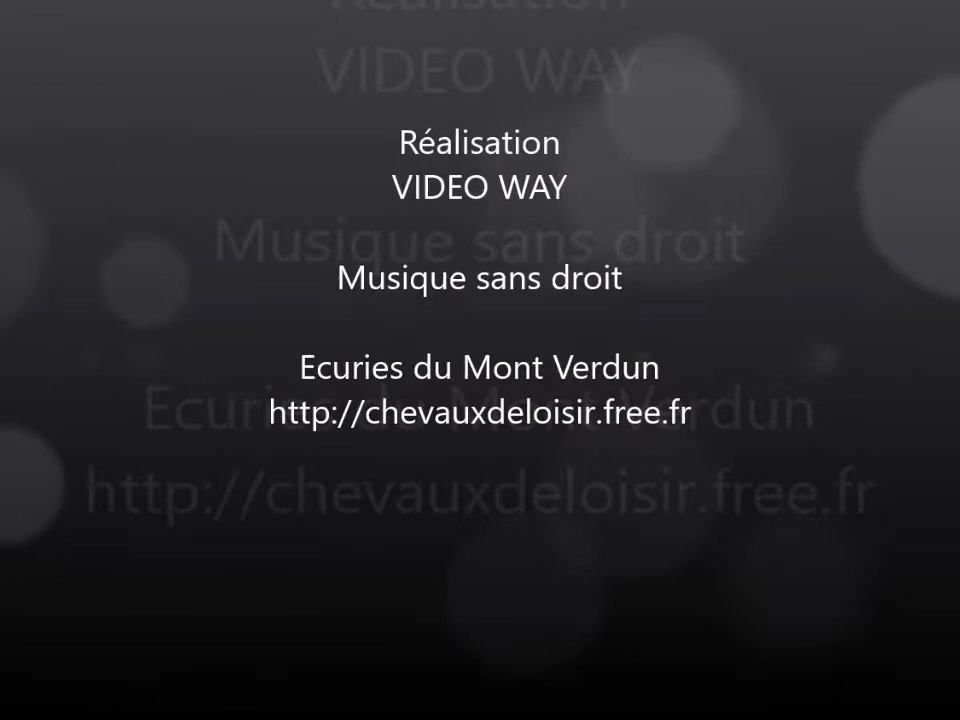 Réalisation
VIDEO WAY
Musique sans droit
Ecuries du Mont Verdun
http://chevauxdeloisir.free.fr